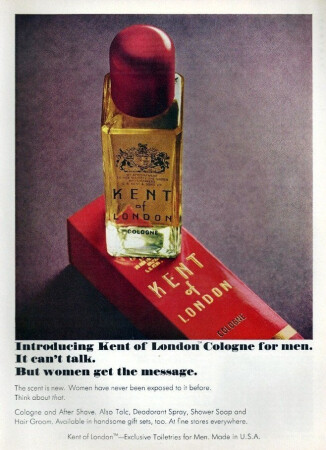 KENT
of
LONDON
COLOGNE
KENT
of
LONDON
COLOGNE
Introducing Kent of London™ Cologne for men.
It can't talk.
But women get the message.
The scent is new. Women have never been exposed to it before.
Think about that.
Cologne and After Shave. Also Talc, Deodorant Spray, Shower Soap and
Hair Groom. Available in handsome gift sets, too. At fine stores everywhere.
Kent of London™—Exclusive Toiletries for Men. Made in U.S.A.